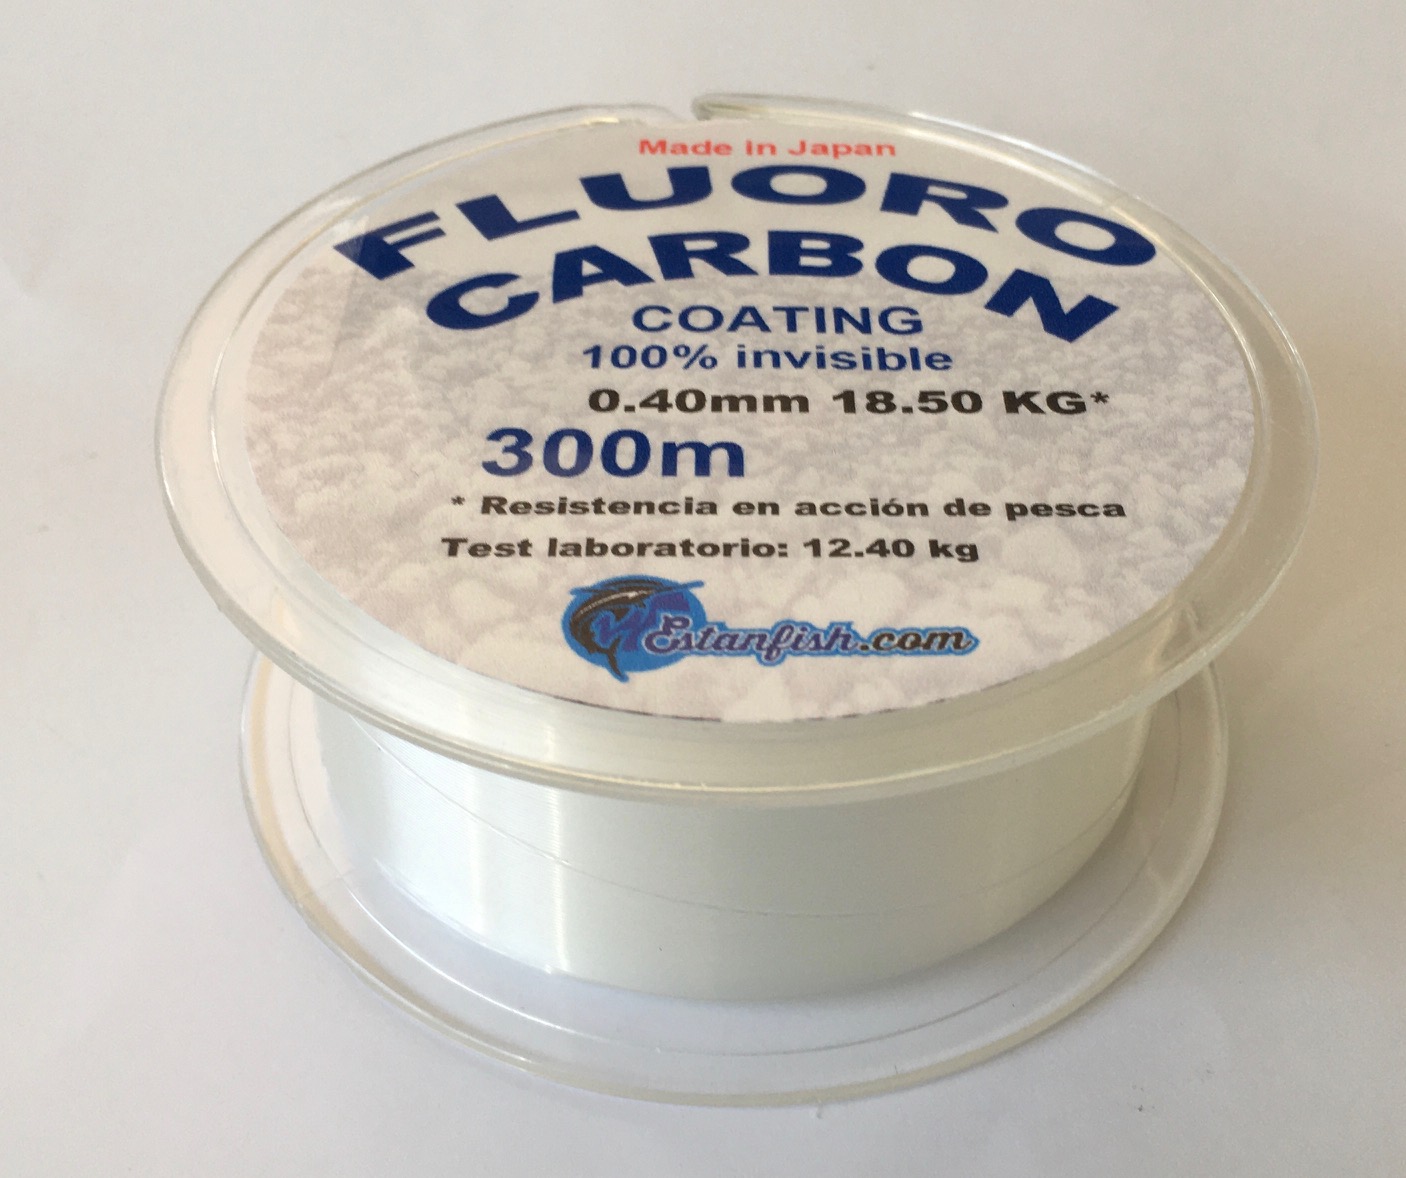 Made in Japan
FLUORO
CARBON
COATING
100% invisible
0.40mm 18.50 KG*
300m
* Resistencia en acción de pesca
Test laboratorio: 12.40 kg
Estanfish.com